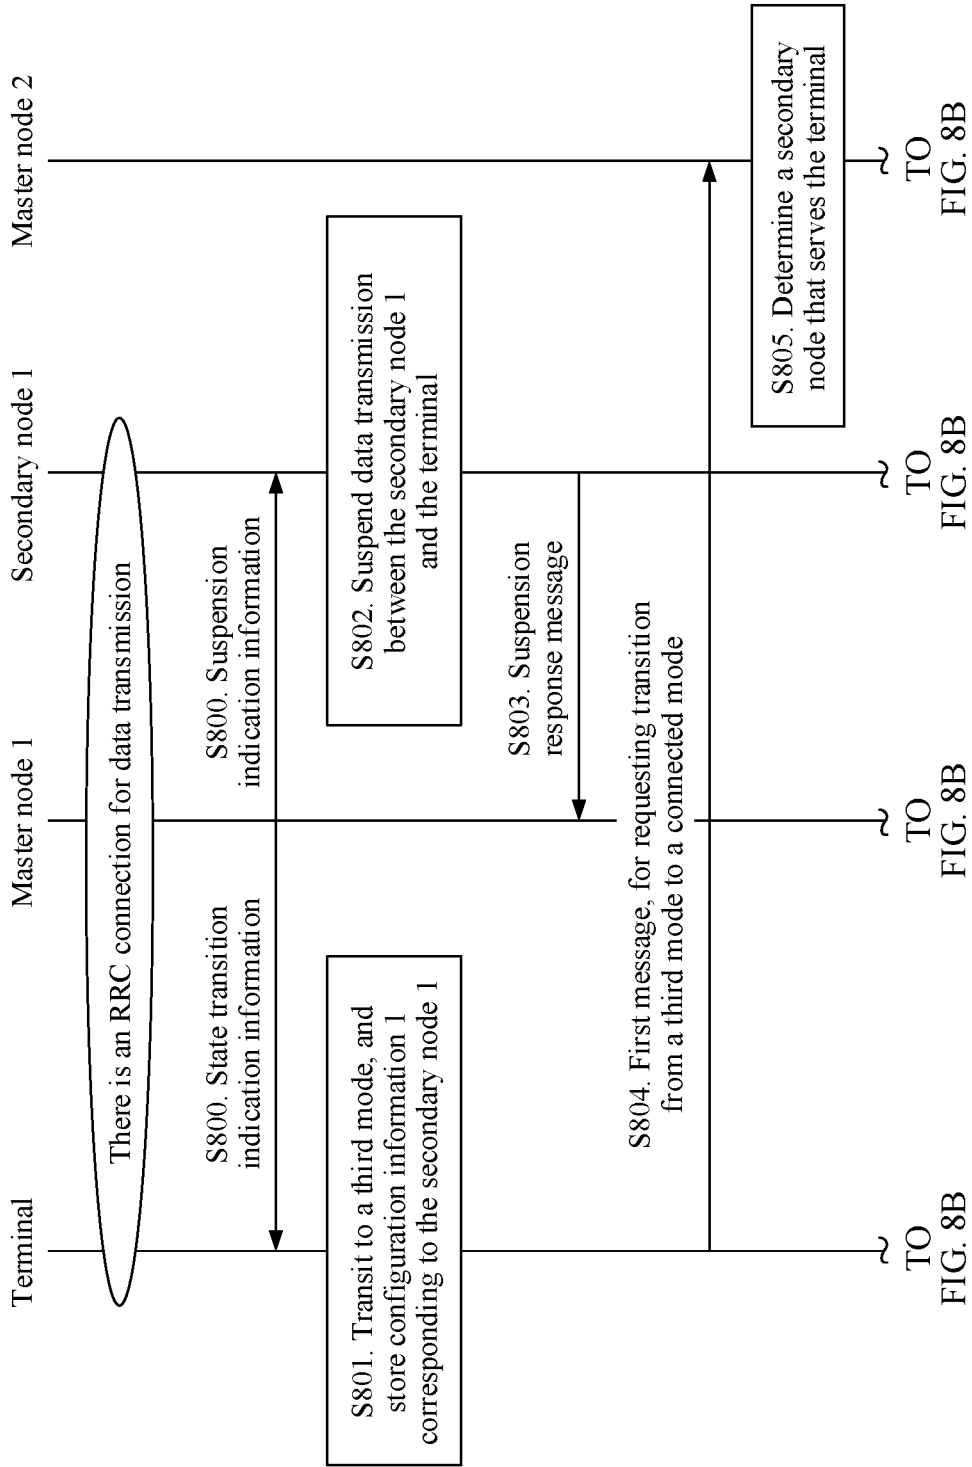 Terminal
Master node 1
Secondary node 1
Master node 2
There is an RRC connection for data transmission
S800. State transition
indication information
S800. Suspension
indication information
S801. Transit to a third mode, and
store configuration information 1
corresponding to the secondary node 1
S802. Suspend data transmission
between the secondary node 1
and the terminal
S803. Suspension
response message
S804. First message, for requesting transition
from a third mode to a connected mode
S805. Determine a secondary
node that serves the terminal
TO
FIG. 8B
TO
FIG. 8B
TO
FIG. 8B
TO
FIG. 8B